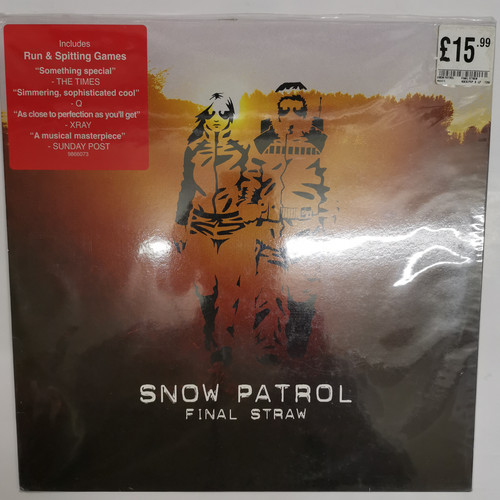 Includes
Run & Spitting Games
"Something special"
- THE TIMES
"Simmering, sophisticated cool"
- Q
"As close to perfection as you'll get"
- XRAY
"A musical masterpiece"
- SUNDAY POST
£15.99
SNOW PATROL
FINAL STRAW